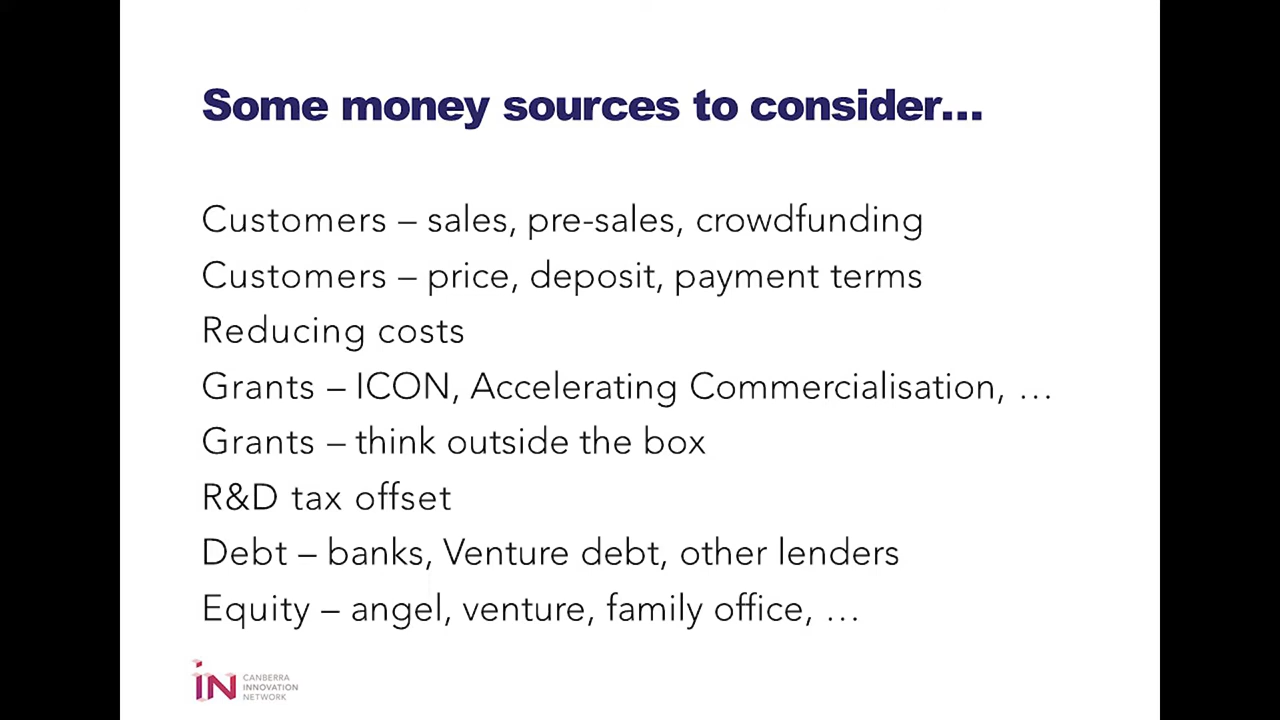 Some money sources to consider...
Customers – sales, pre-sales, crowdfunding
Customers – price, deposit, payment terms
Reducing costs
Grants – ICON, Accelerating Commercialisation, …
Grants – think outside the box
R&D tax offset
Debt – banks, Venture debt, other lenders
Equity – angel, venture, family office, …
iN
CANBERRA
INNOVATION
NETWORK